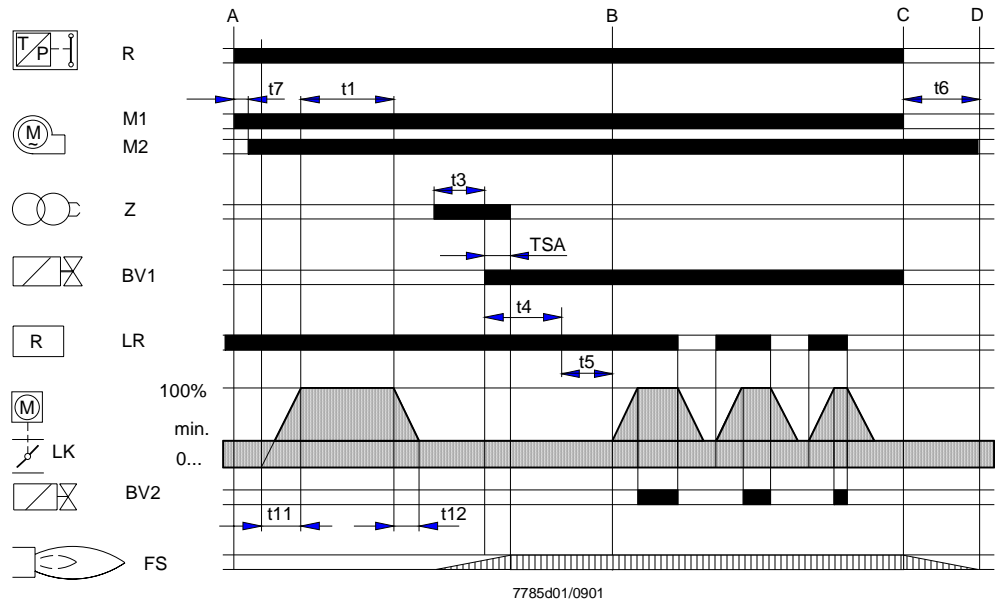 A B C D
T P R
t7 t1 t6
M1
M ~ M2
t3
Z
TSA
BV1
t4
R LR
t5
100%
M
min.
LK
0...
BV2
t11 t12
FS
7785d01/0901